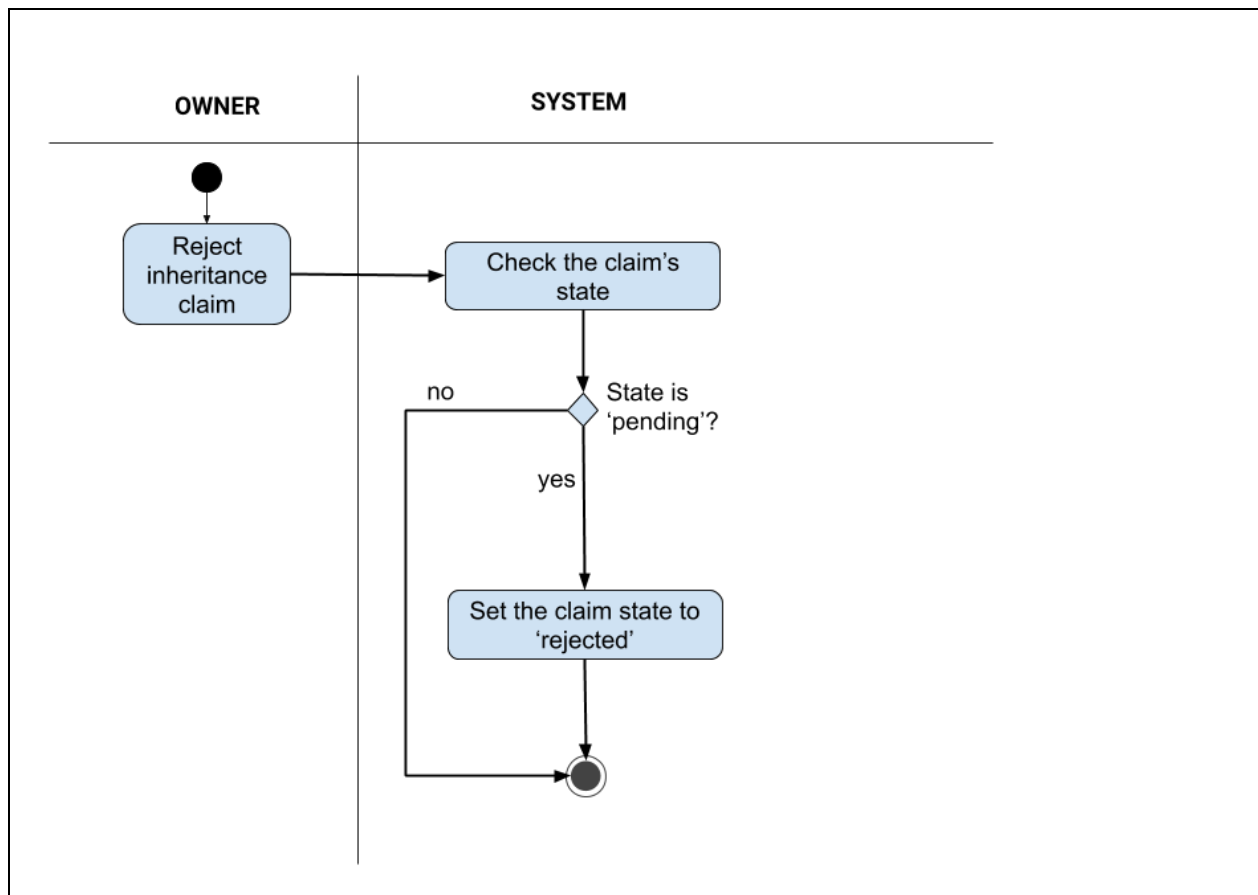 OWNER
SYSTEM
Reject
inheritance
claim
Check the claim’s
state
no
State is
‘pending’?
yes
Set the claim state to
‘rejected’